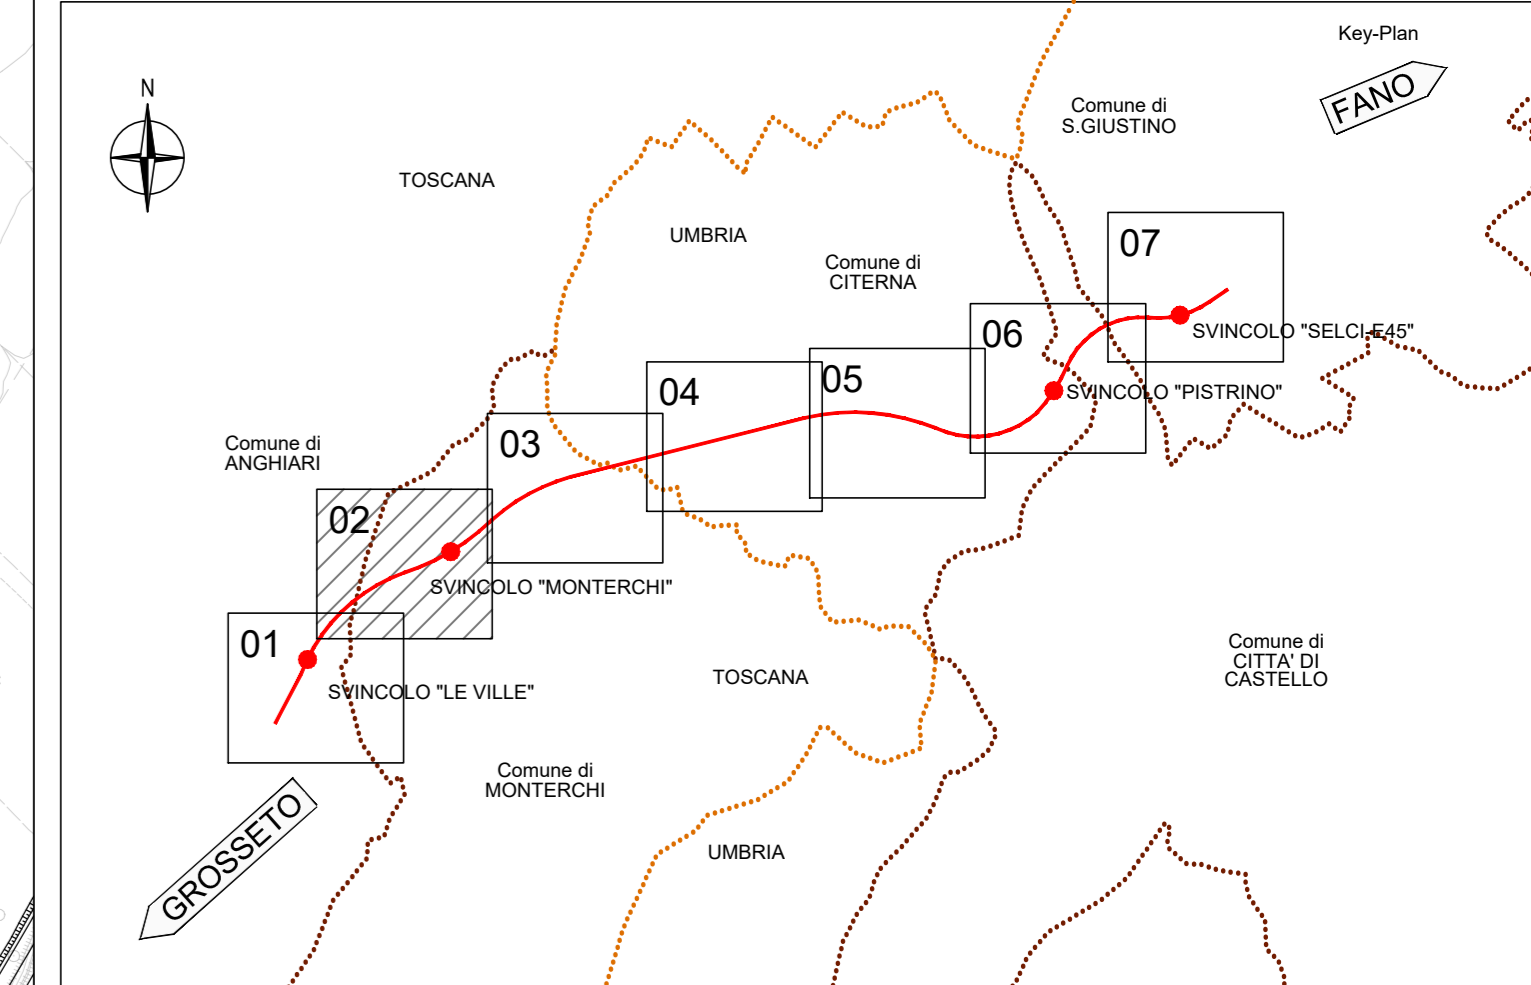 Key-Plan
FANO
N
Comune di
S.GIUSTINO
TOSCANA
UMBRIA
Comune di
CITERNA
07
SVINCOLO "SELCI-E45"
06
SVINCOLO "PISTRINO"
05
04
03
Comune di
ANGHIARI
02
SVINCOLO "MONTERCHI"
01
SVINCOLO "LE VILLE"
TOSCANA
Comune di
CITTA' DI
CASTELLO
Comune di
MONTERCHI
GROSSETO
UMBRIA